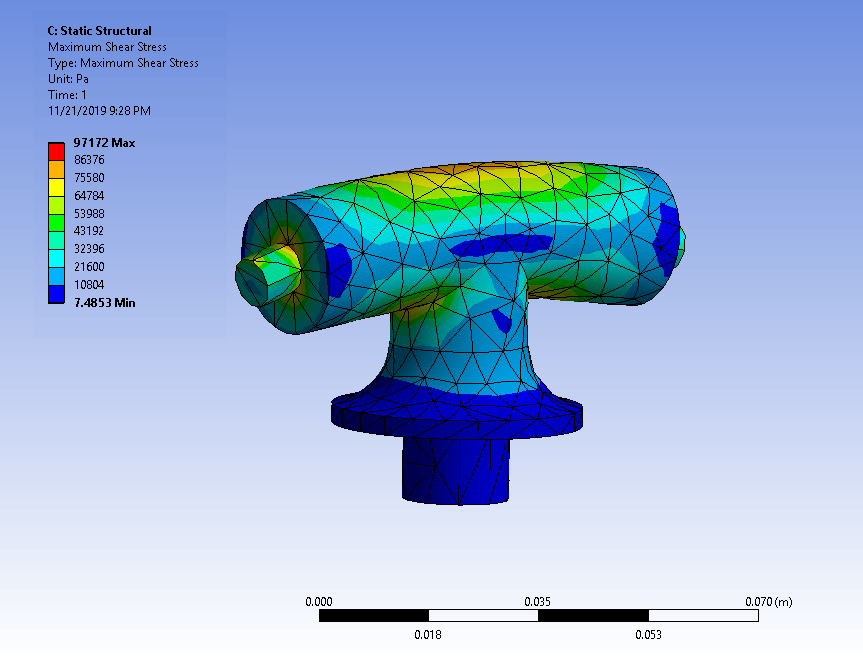 C: Static Structural
Maximum Shear Stress
Type: Maximum Shear Stress
Unit: Pa
Time: 1
11/21/2019 9:28 PM
97172 Max
86376
75580
64784
53988
43192
32396
21600
10804
7.4853 Min
0.000 0.035 0.070 (m)
0.018 0.053